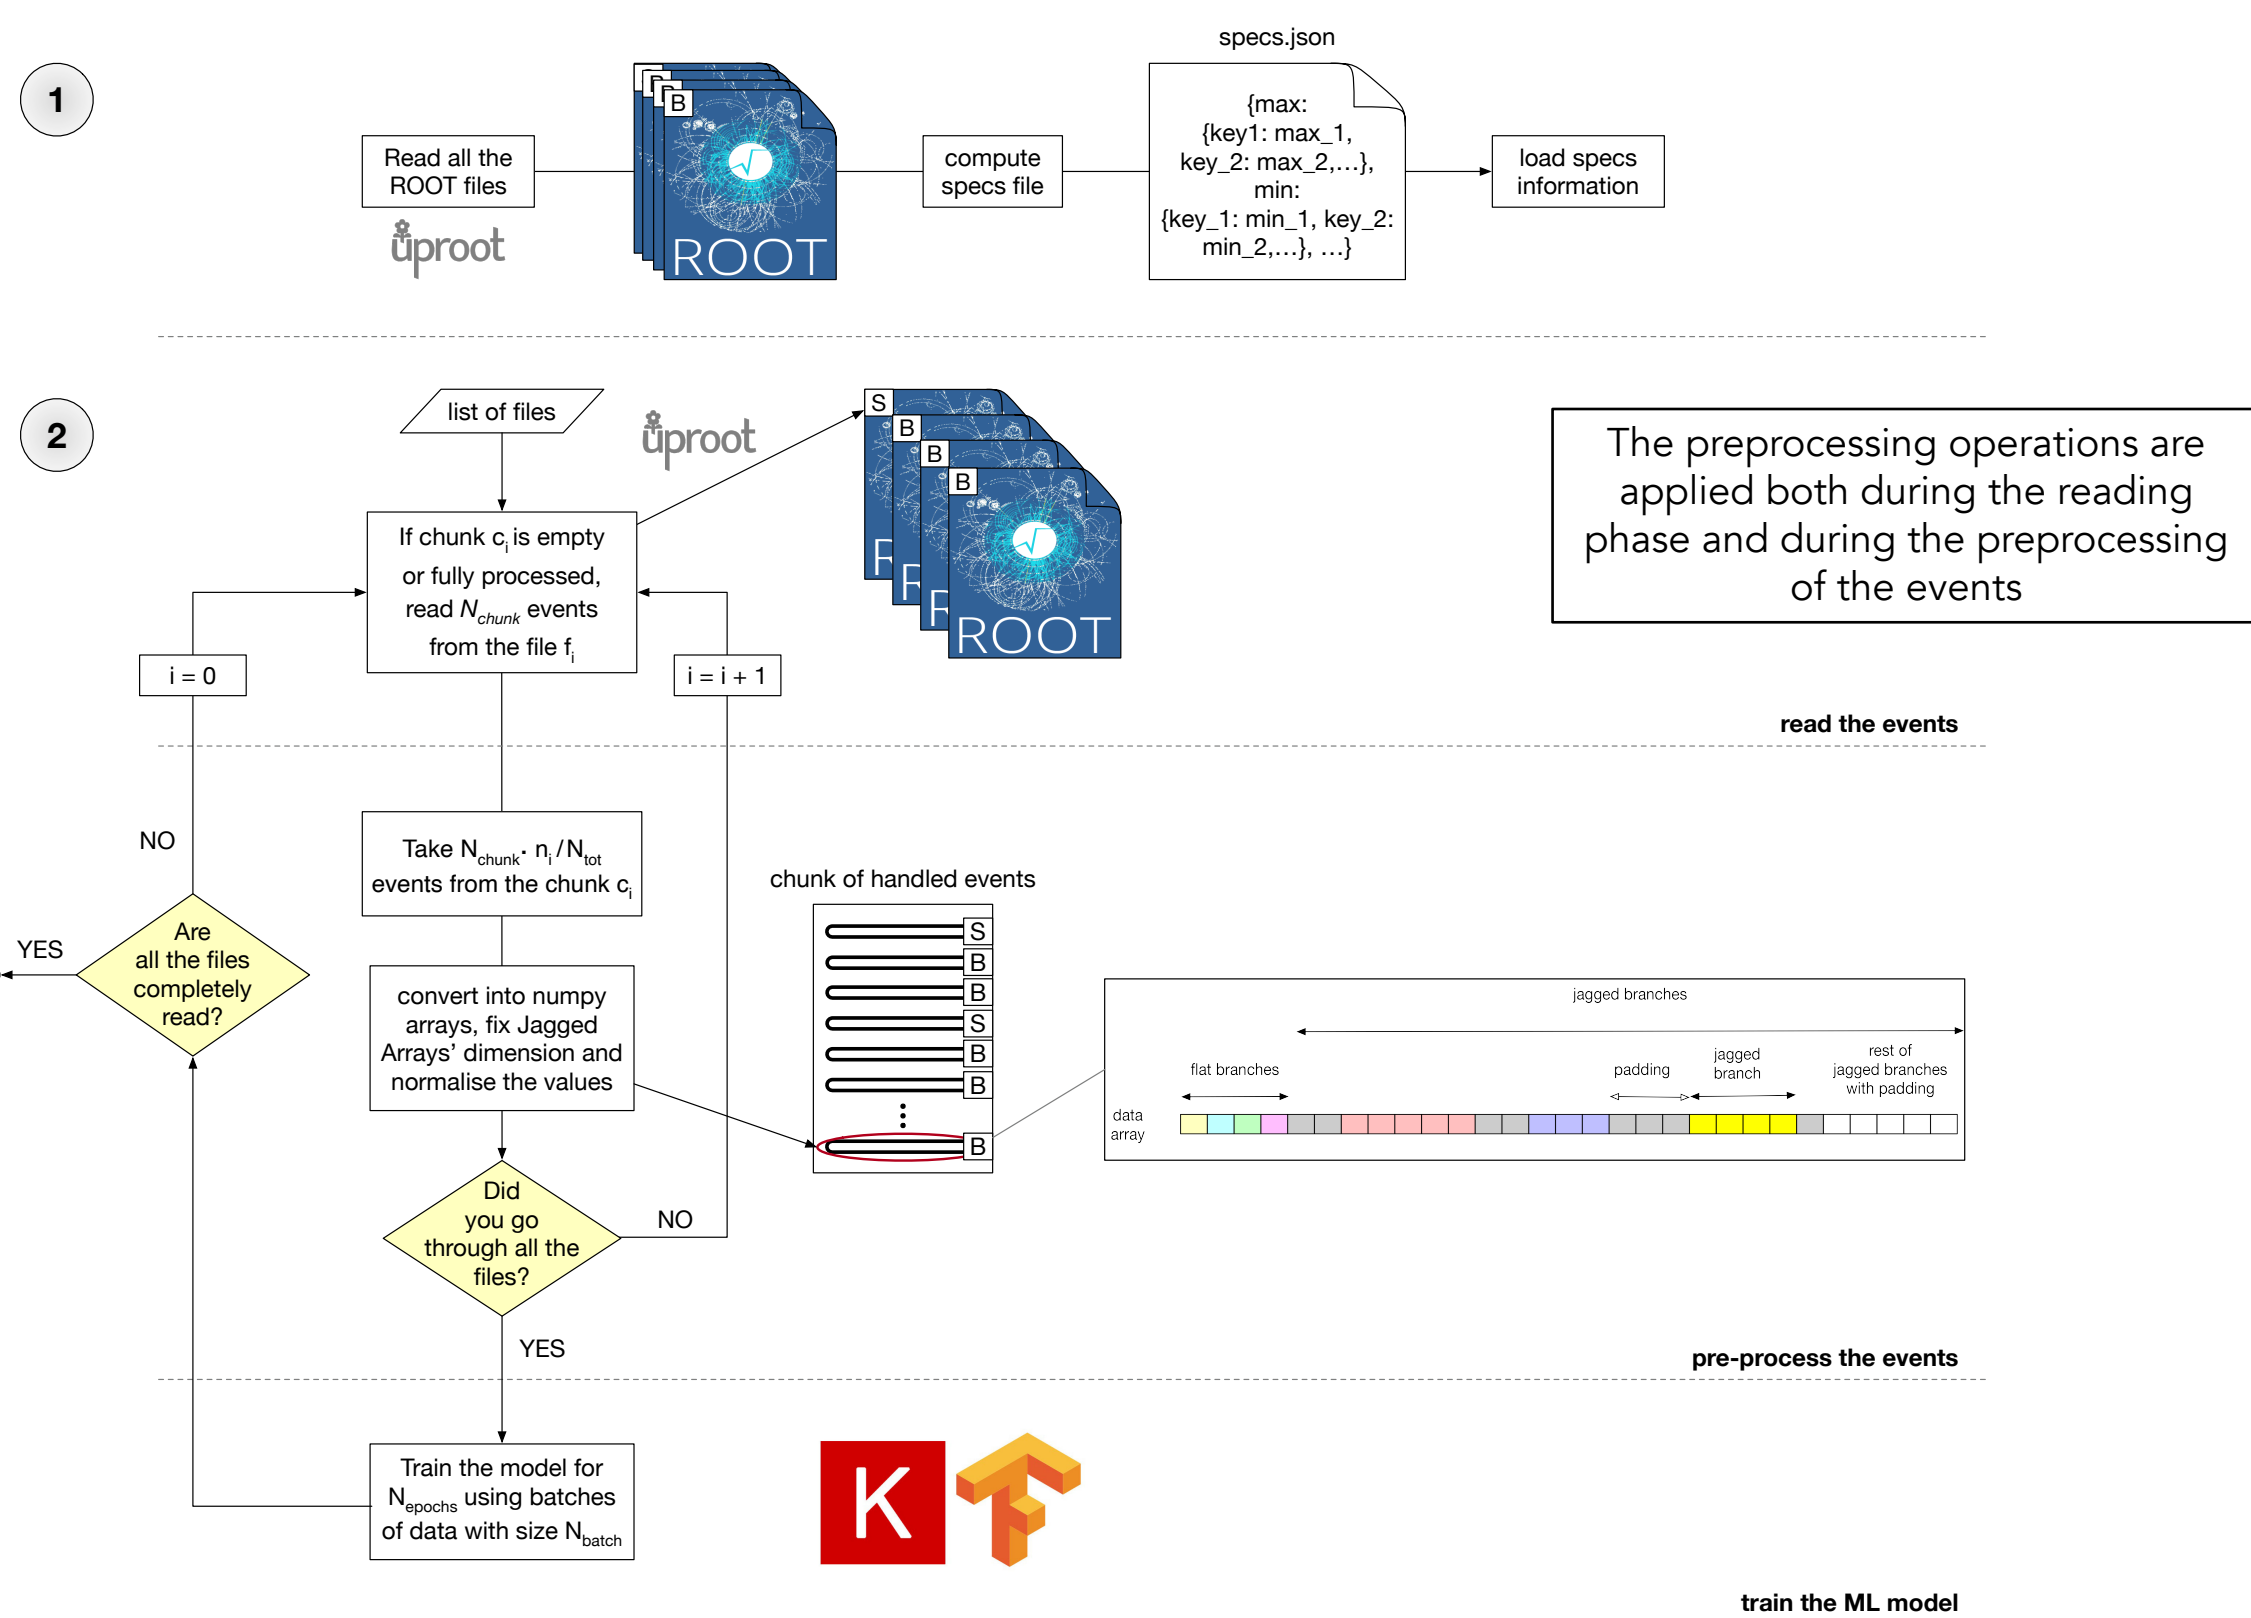 specs.json
1
B
Read all the
ROOT files
uproot
ROOT
compute
specs file
{max:
{key1: max_1,
key_2: max_2,…},
min:
{key_1: min_1, key_2:
min_2,…}, …}
load specs
information
2
list of files
uproot
S
B
B
B
ROOT
The preprocessing operations are
applied both during the reading
phase and during the preprocessing
of the events
If chunk ci is empty
or fully processed,
read Nchunk events
from the file fi
i = 0
i = i + 1
read the events
NO
Take Nchunk· ni / Ntot
events from the chunk ci
chunk of handled events
S
B
B
S
B
B
B
YES
Are
all the files
completely
read?
convert into numpy
arrays, fix Jagged
Arrays’ dimension and
normalise the values
jagged branches
flat branches
padding
jagged
branch
rest of
jagged branches
with padding
data
array
Did
you go
through all the
files?
NO
YES
pre-process the events
Train the model for
Nepochs using batches
of data with size Nbatch
K
train the ML model